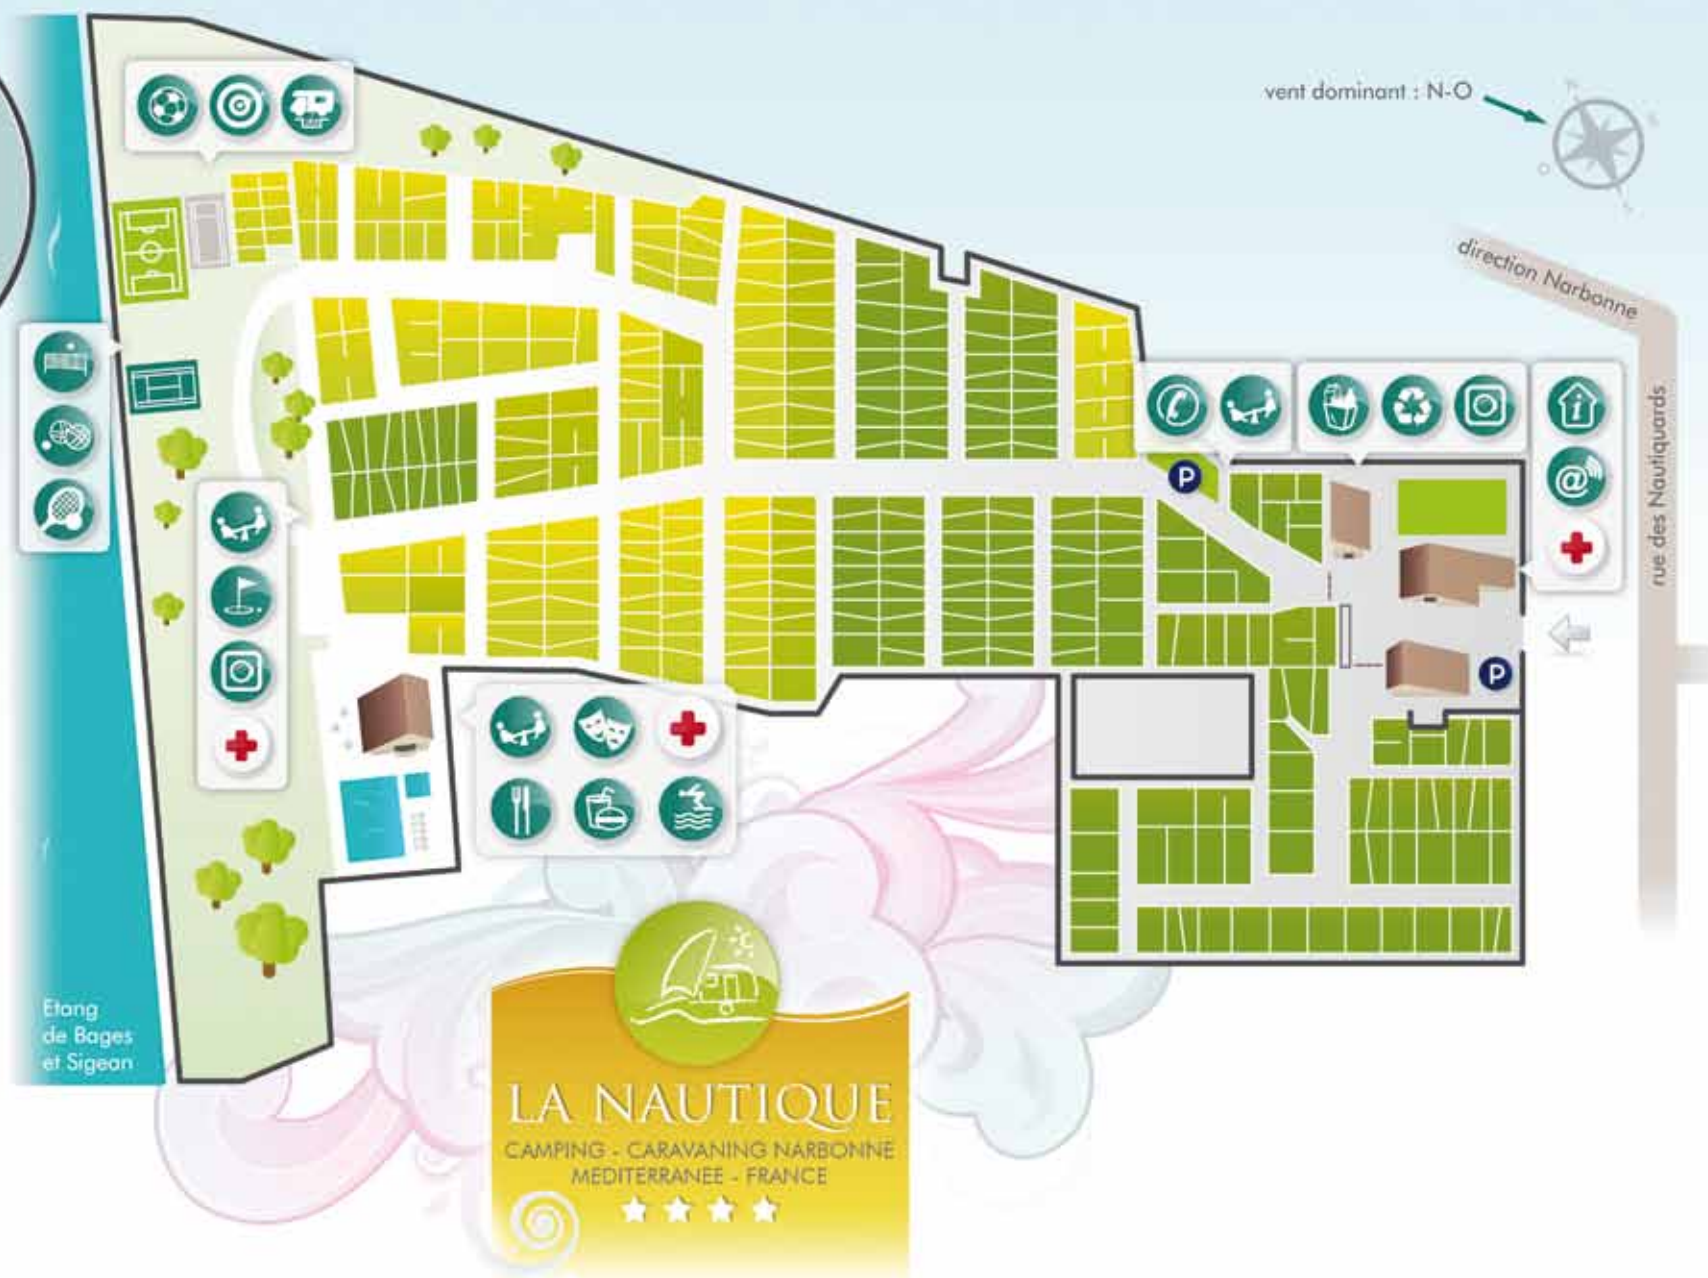 vent dominant : N-O
direction Narbonne
rue des Nautiquards
P
P
Etang
de Bages
et Sigean
LA NAUTIQUE
CAMPING - CARAVANING NARBONNE
MEDITERRANEE - FRANCE